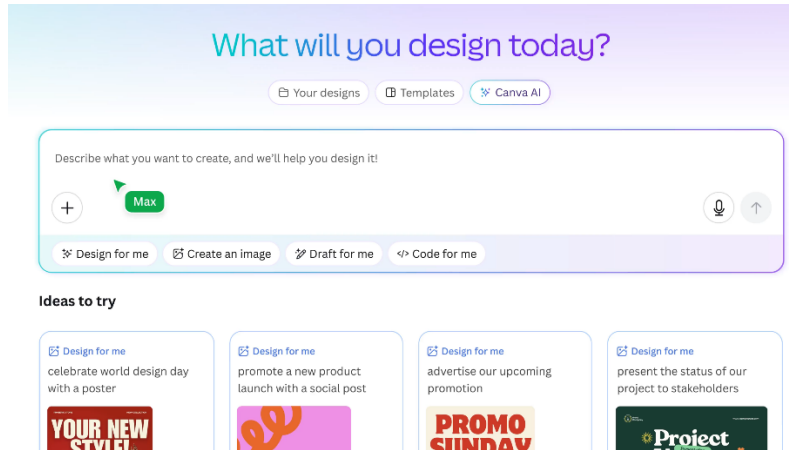 What will you design today?
Your designs
Templates
Canva AI
Describe what you want to create, and we'll help you design it!
Max
Design for me
Create an image
Draft for me
</> Code for me
Ideas to try
Design for me
celebrate world design day
with a poster
Design for me
promote a new product
launch with a social post
Design for me
advertise our upcoming
promotion
Design for me
present the status of our
project to stakeholders
YOUR NEW
STYLE!
PROMO
SUNDAY
Project